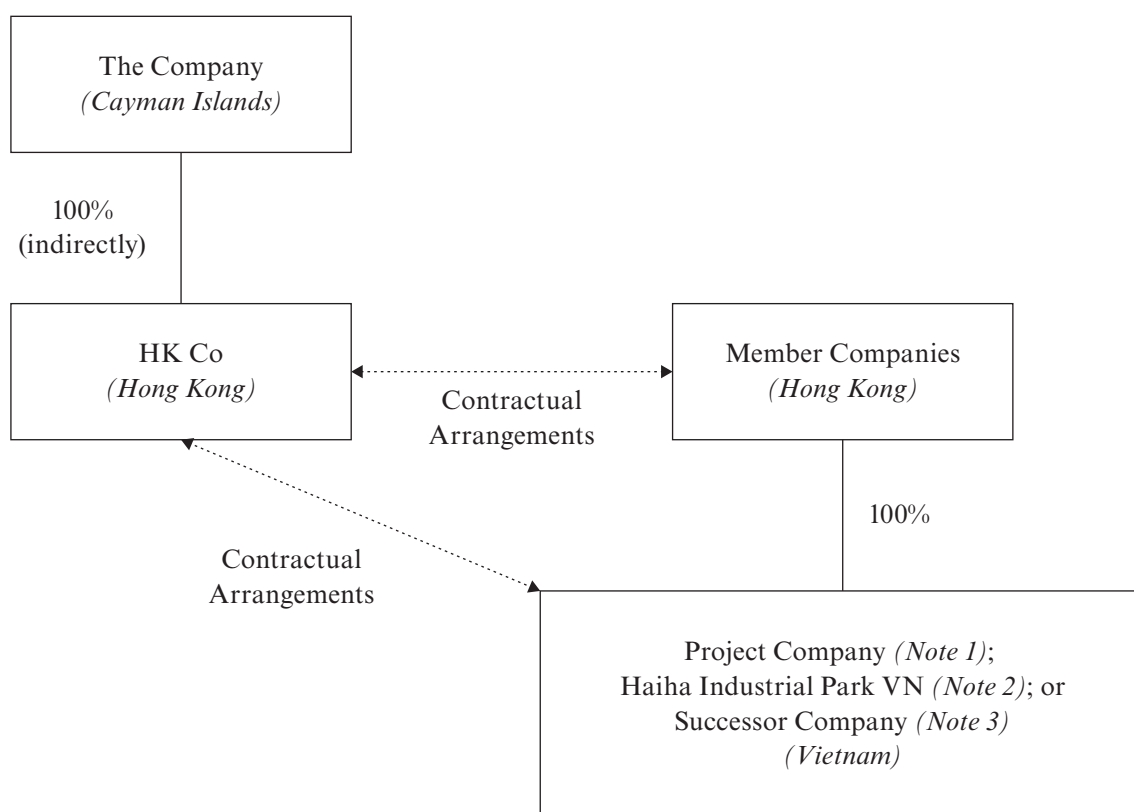 The Company
(Cayman Islands)
100%
(indirectly)
HK Co
(Hong Kong)
Contractual
Arrangements
Member Companies
(Hong Kong)
100%
Contractual
Arrangements
Project Company (Note 1);
Haiha Industrial Park VN (Note 2); or
Successor Company (Note 3)
(Vietnam)